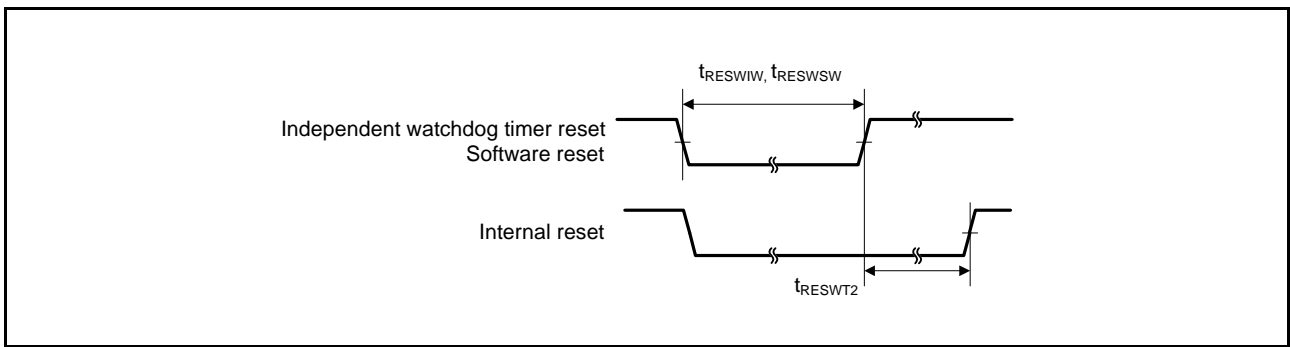 tRESWIW, tRESWSW
Independent watchdog timer reset
Software reset
Internal reset
tRESWT2